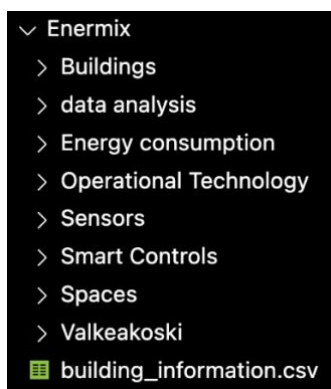 Enermix
Buildings
data analysis
Energy consumption
Operational Technology
Sensors
Smart Controls
Spaces
Valkeakoski
building_information.csv